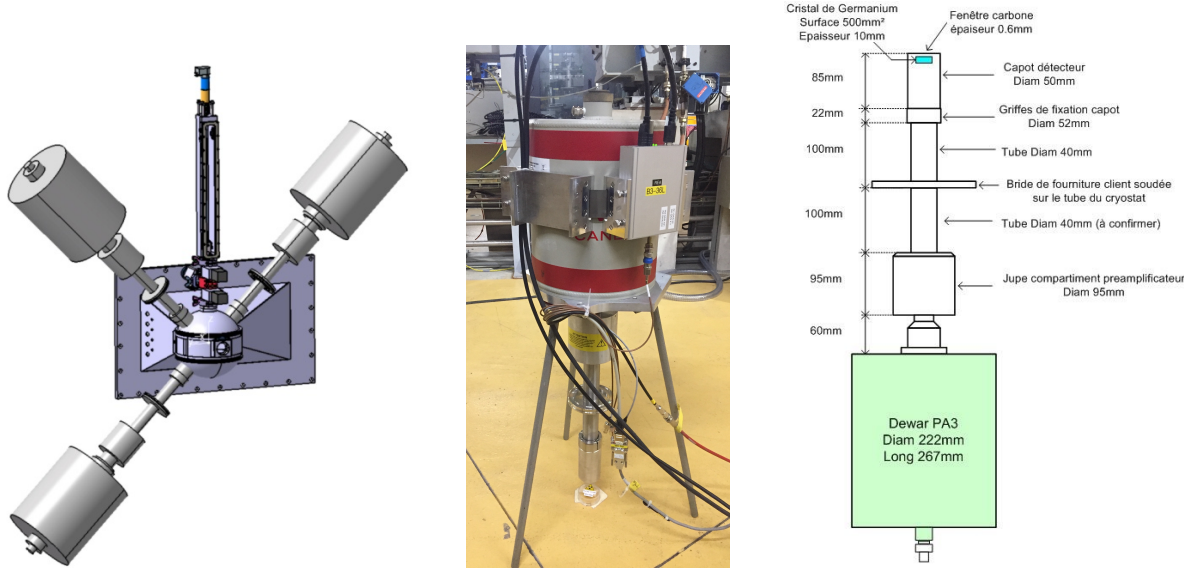 Cristal de Germanium
Surface 500mm²
Epaisseur 10mm
Fenêtre carbone
épaiseur 0.6mm
85mm
Capot détecteur
Diam 50mm
22mm
Griffes de fixation capot
Diam 52mm
100mm
Tube Diam 40mm
Bride de fourniture client soudée
sur le tube du cryostat
100mm
Tube Diam 40mm (à confirmer)
95mm
Jupe compartiment preamplificateur
Diam 95mm
60mm
Dewar PA3
Diam 222mm
Long 267mm
B3-36L
CAN